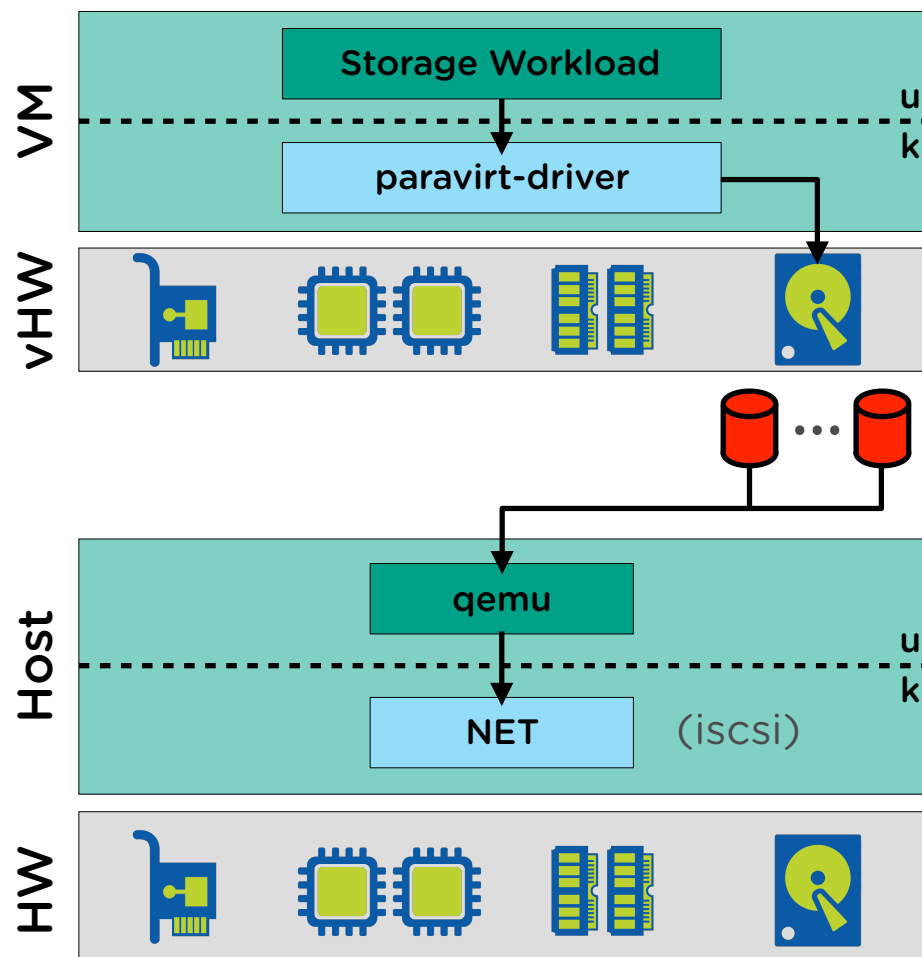 VM
Storage Workload
u
k
paravirt-driver
vHW
...
Host
qemu
u
k
NET
(iscsi)
HW